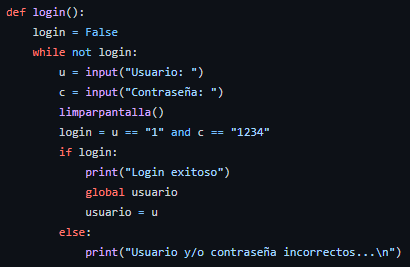 def login():
    login = False
    while not login:
        u = input("Usuario: ")
        c = input("Contraseña: ")
        limparpantalla()
        login = u == "1" and c == "1234"
        if login:
            print("Login exitoso")
            global usuario
            usuario = u
        else:
            print("Usuario y/o contraseña incorrectos...\n")